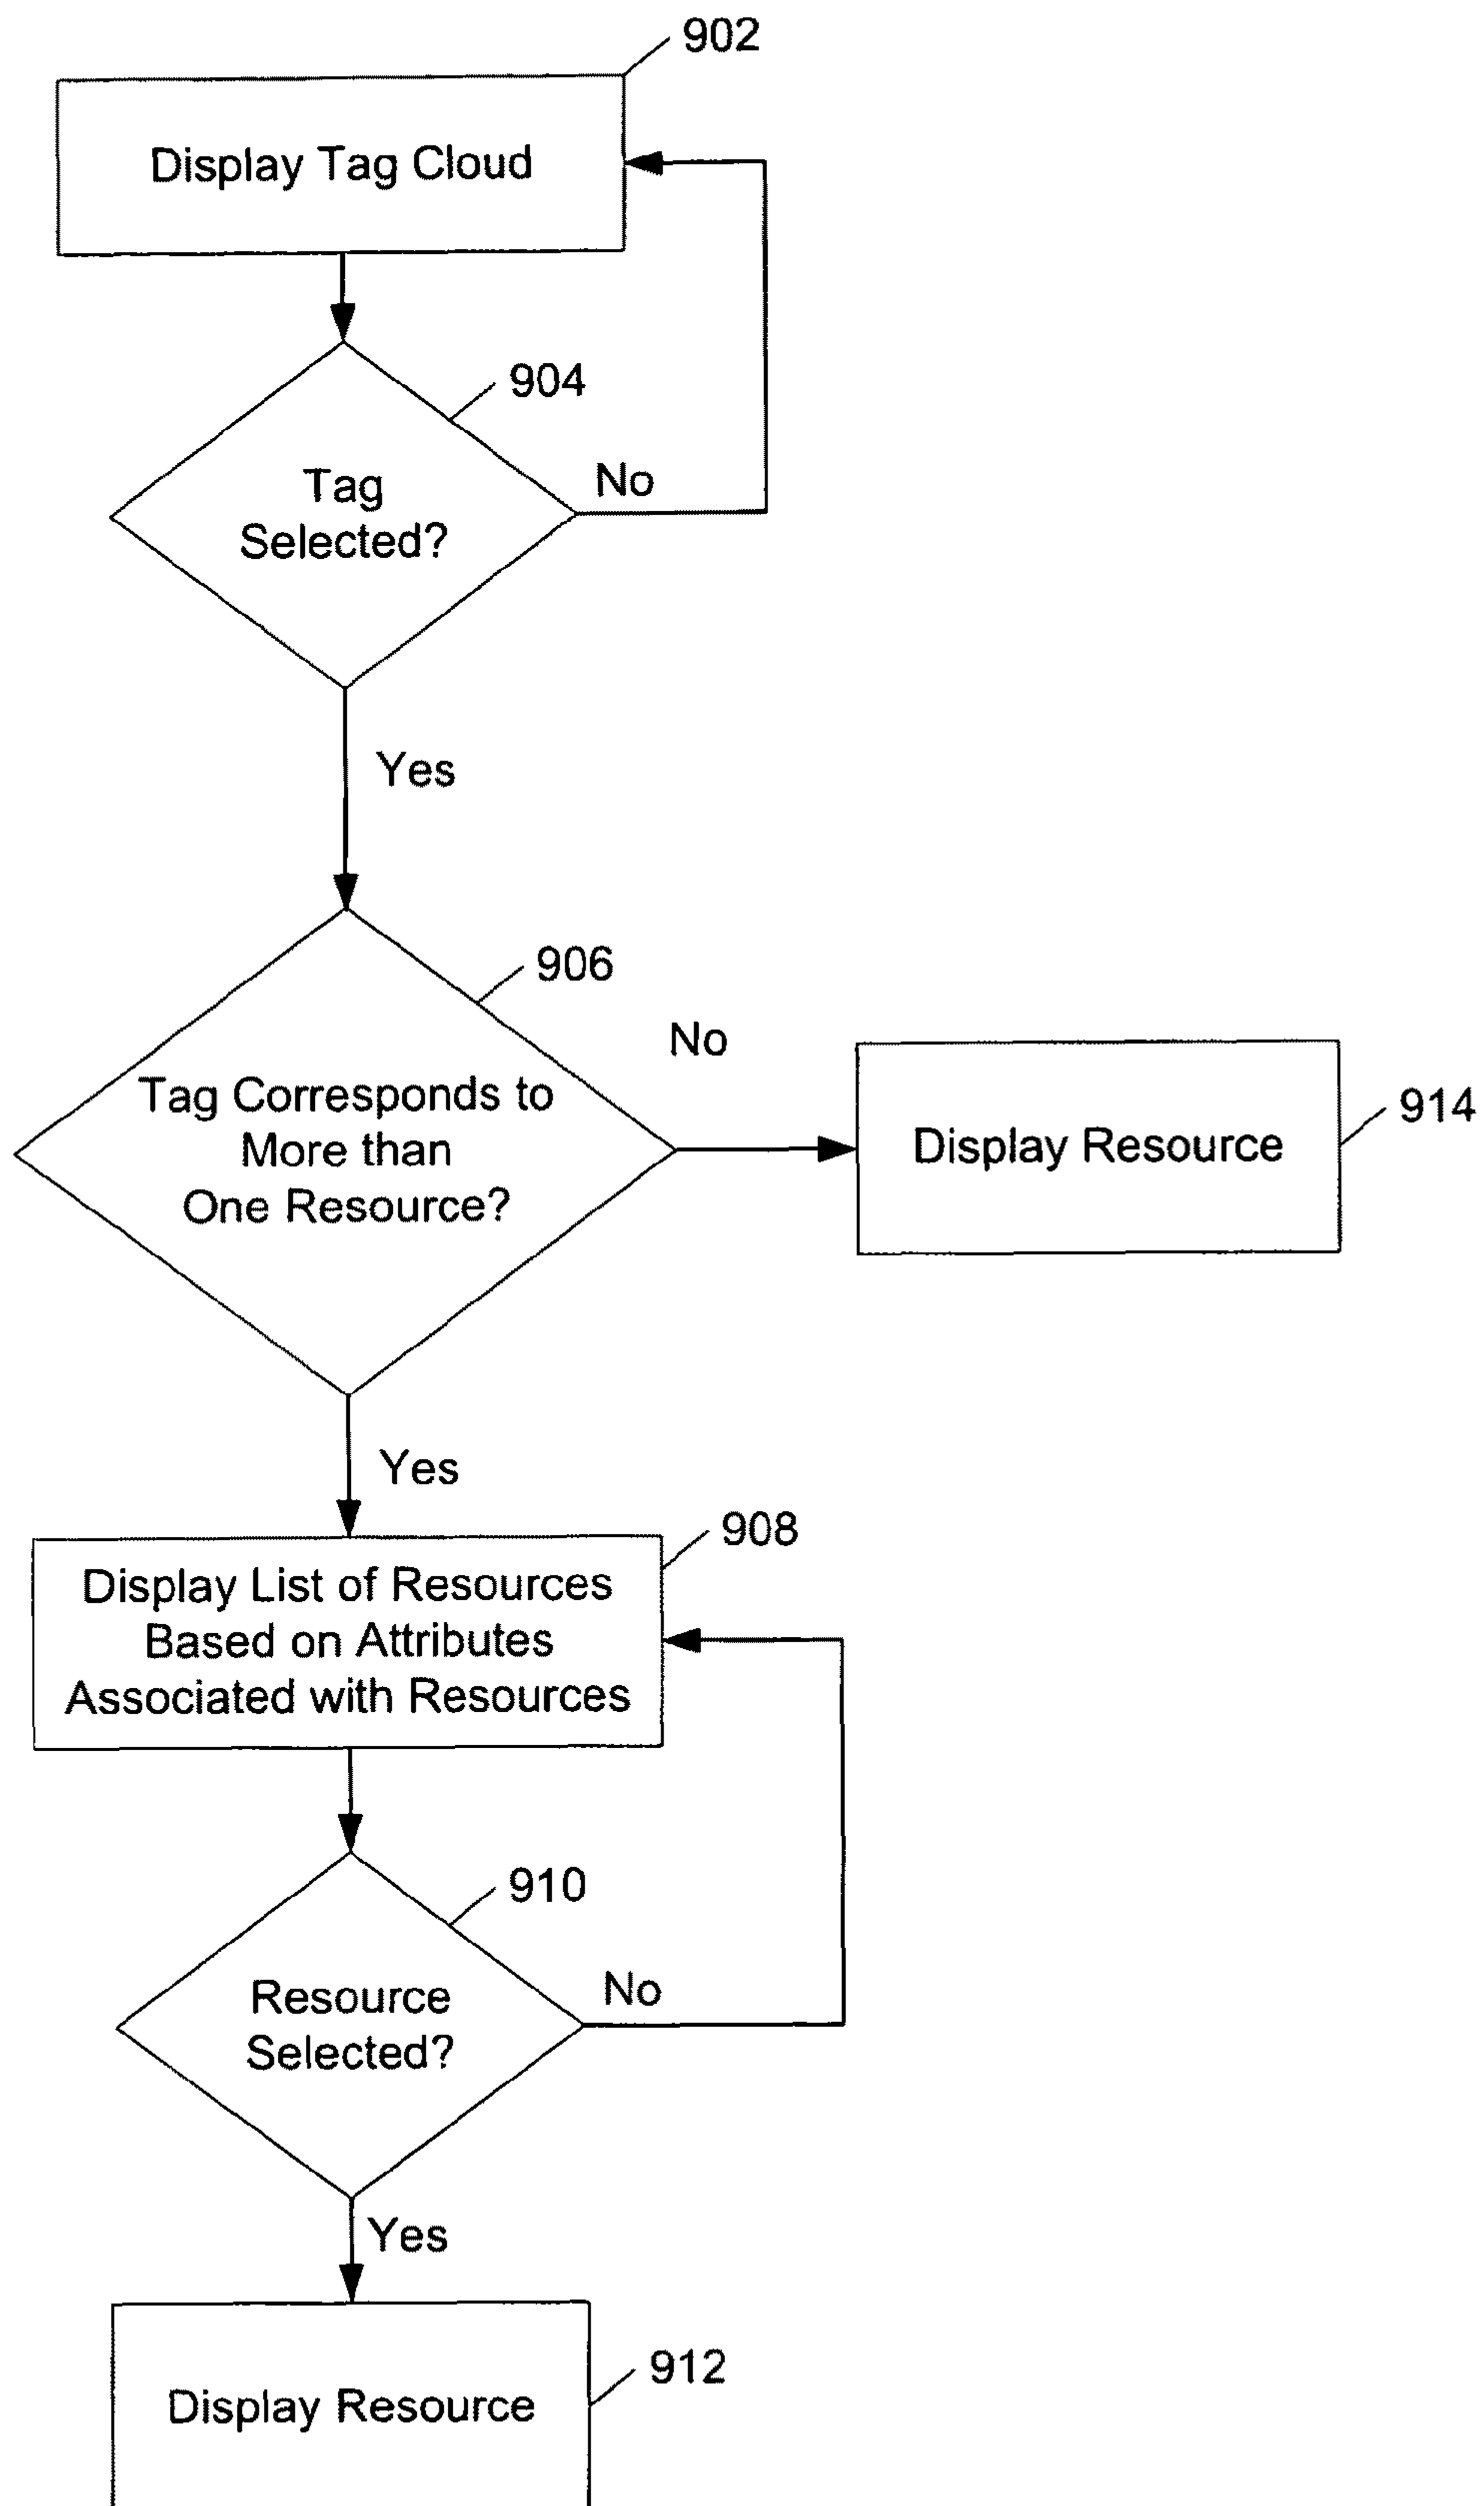 902
Display Tag Cloud
904
Tag
Selected?
No
Yes
906
Tag Corresponds to
More than
One Resource?
No
Display Resource
914
Yes
908
Display List of Resources
Based on Attributes
Associated with Resources
910
Resource
Selected?
No
Yes
912
Display Resource